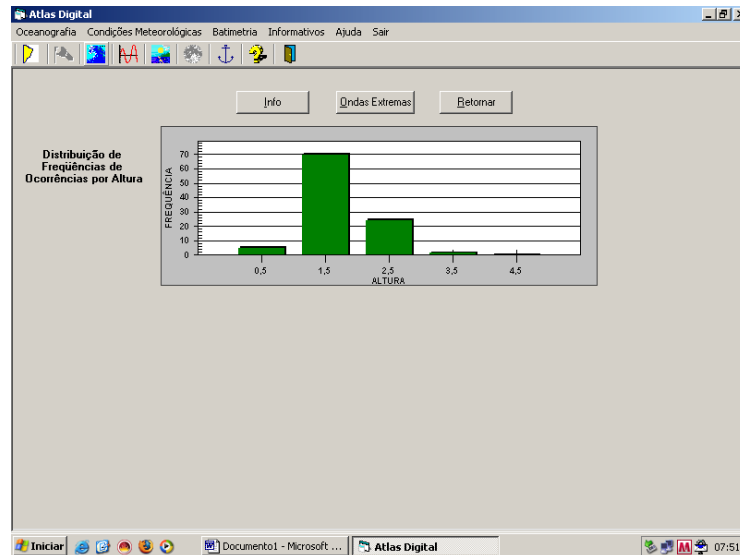 Atlas Digital
Oceanografia Condições Meteorológicas Batimetria Informativos Ajuda Sair
Info Ondas Extremas Retornar
Distribuição de
Freqüências de
Ocorrências por Altura
FREQUÊNCIA
70
60
50
40
30
20
10
0
0,5 1,5 2,5 3,5 4,5
ALTURA
Iniciar Documento1 - Microsoft ... Atlas Digital M 07:51